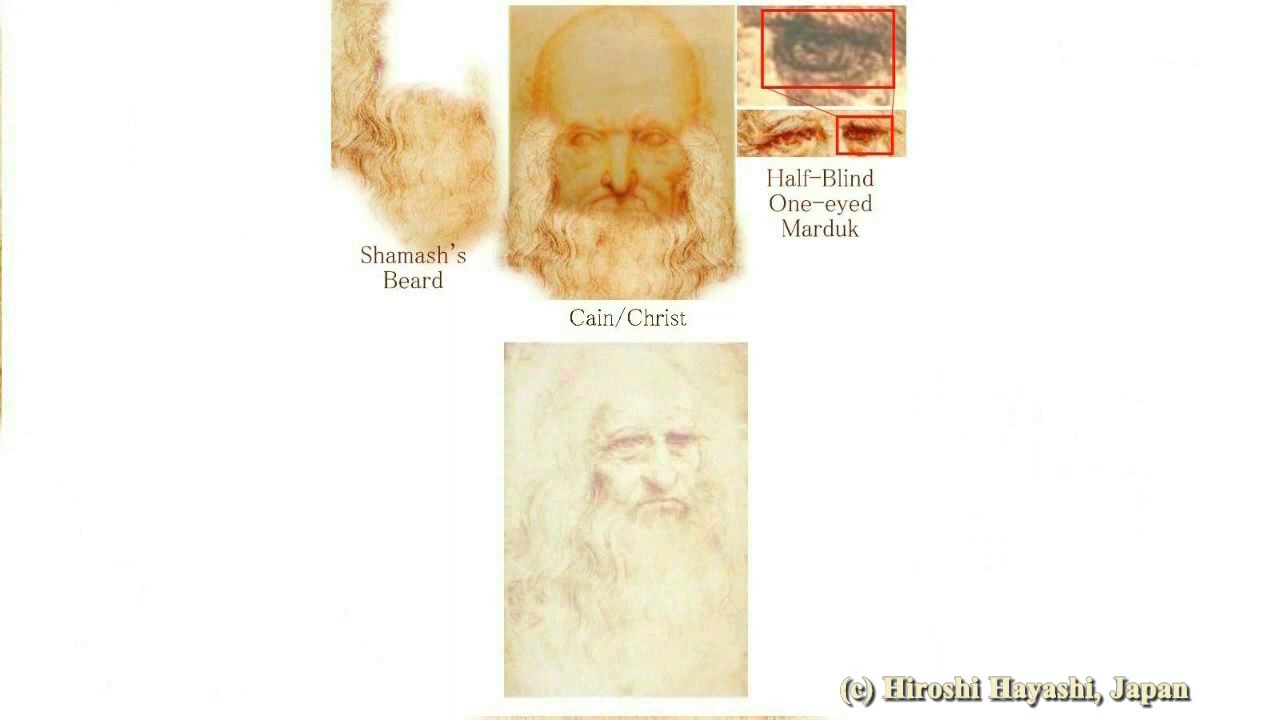 Half-Blind
One-eyed
Marduk
Shamash's
Beard
Cain/Christ
(c) Hiroshi Hayashi, Japan